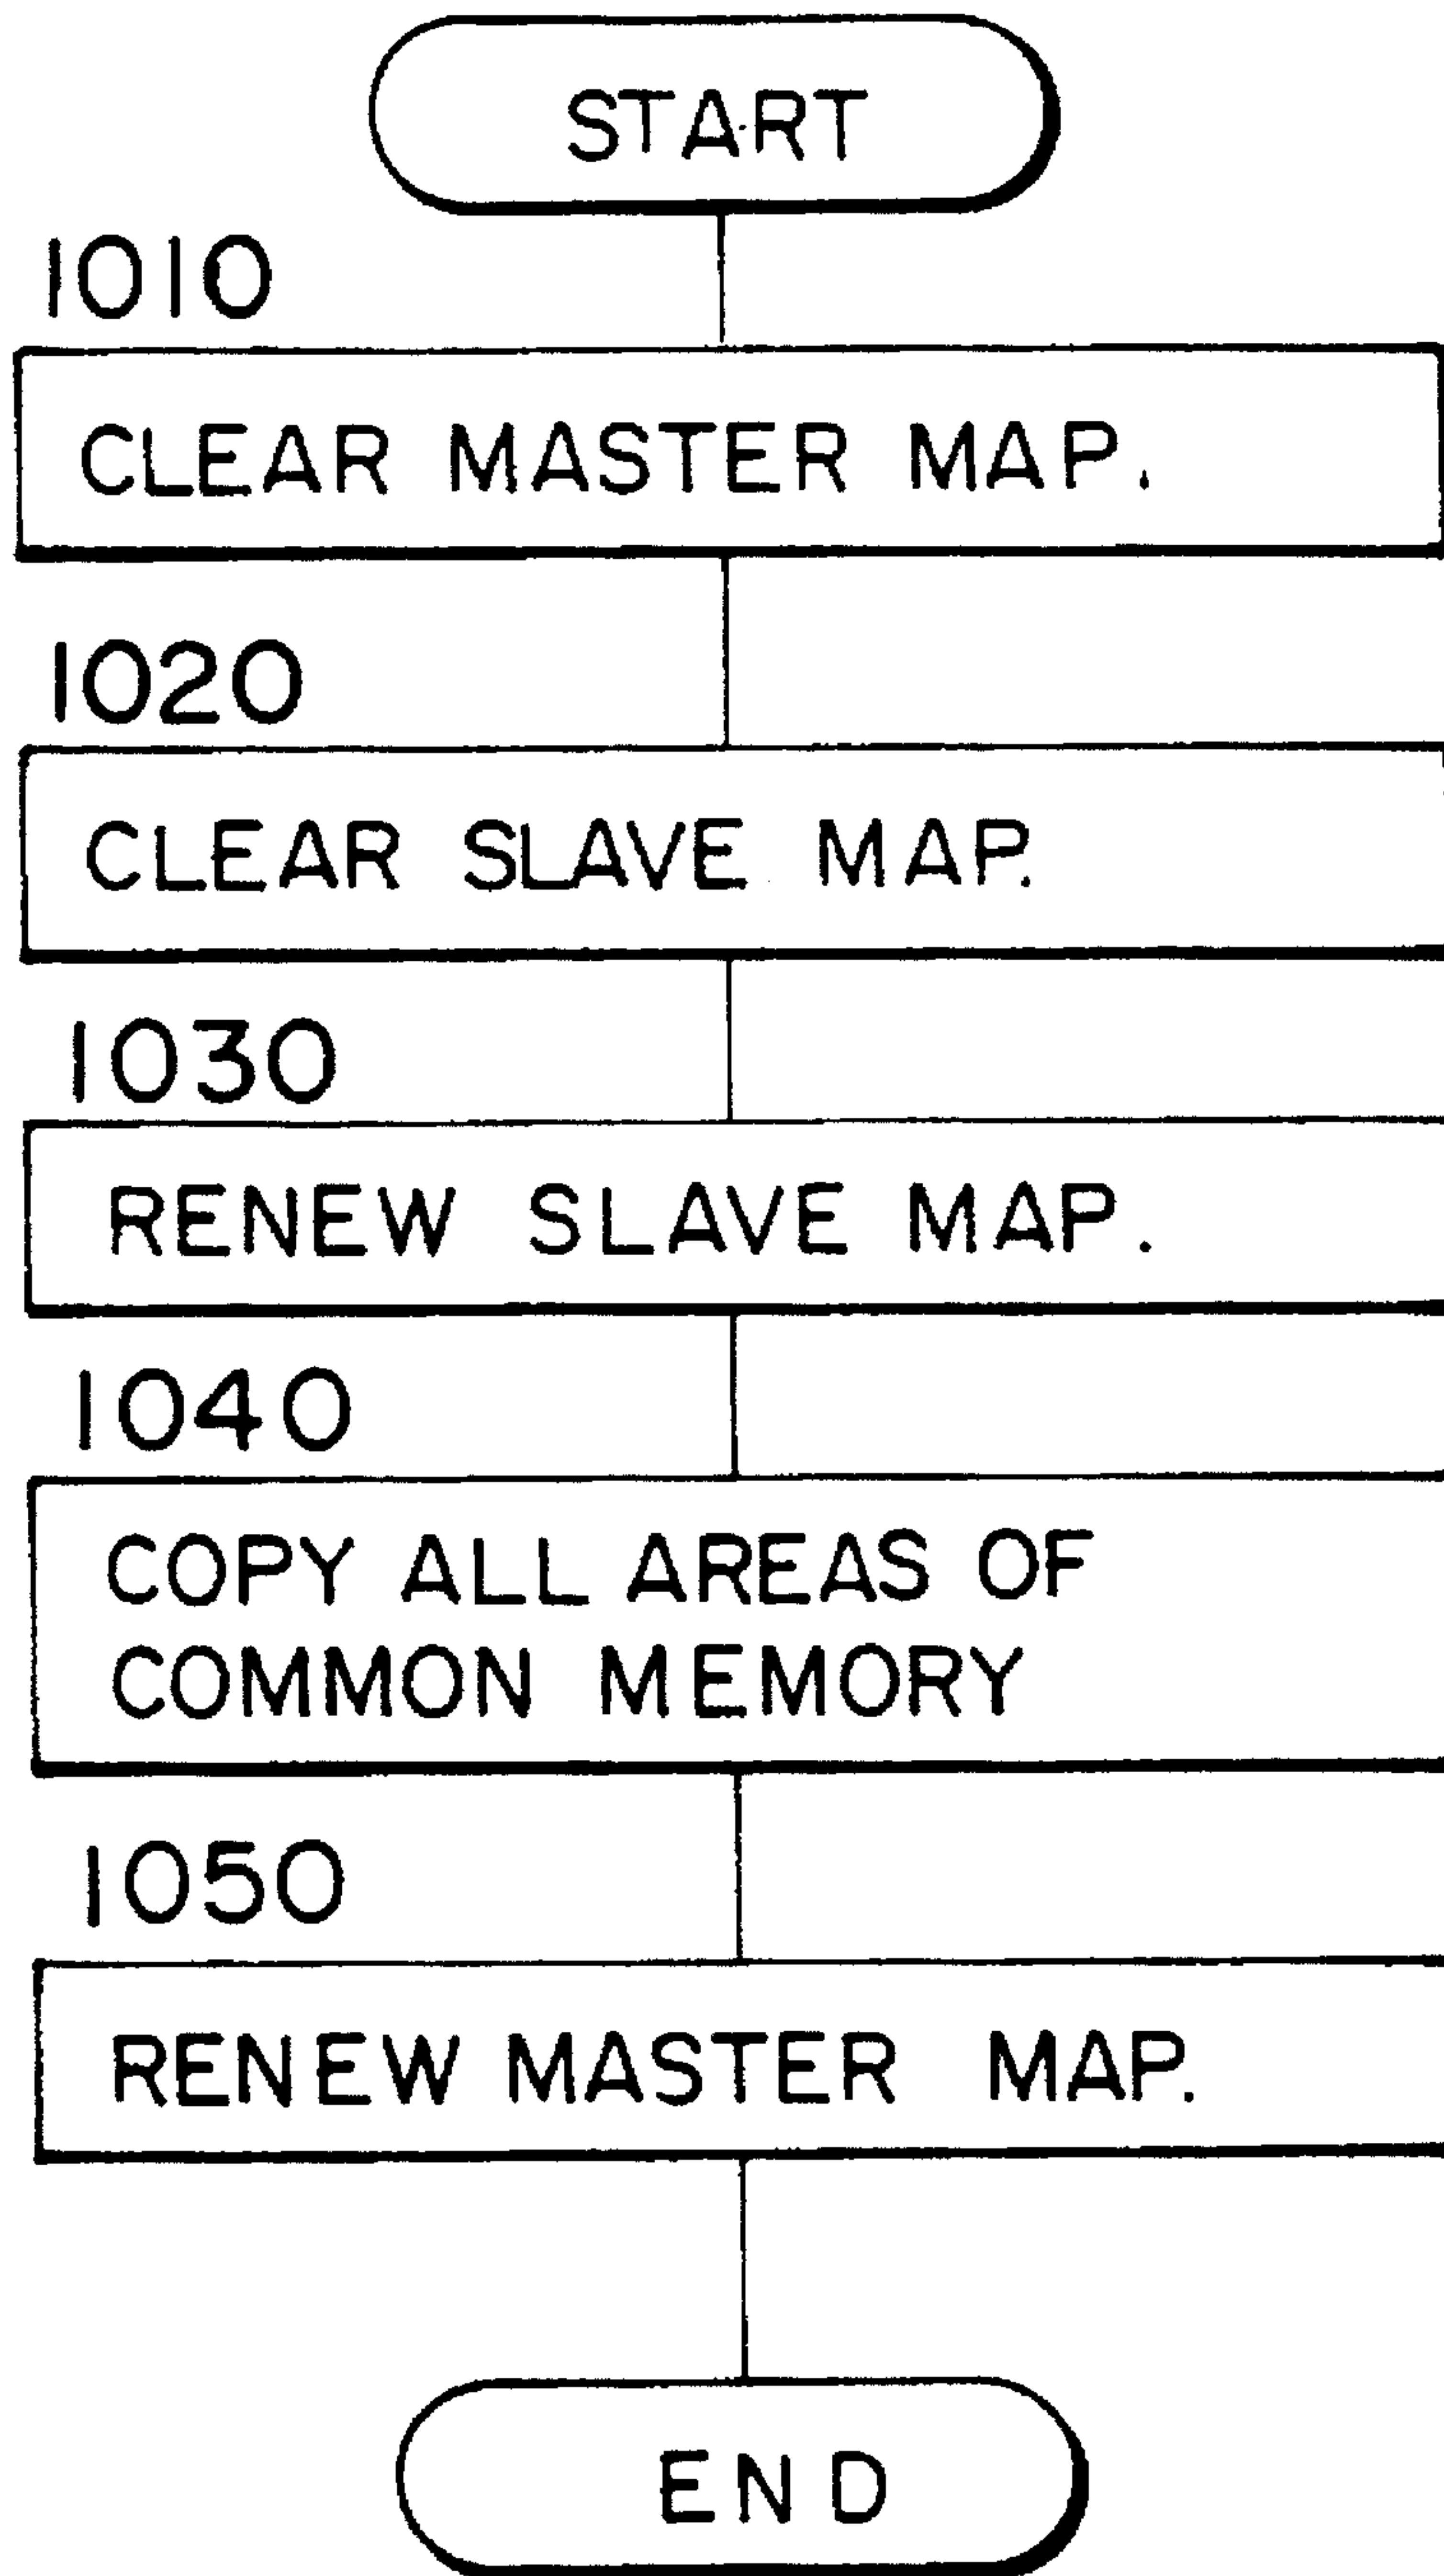 START
1010
CLEAR MASTER MAP.
1020
CLEAR SLAVE MAP.
1030
RENEW SLAVE MAP.
1040
COPY ALL AREAS OF
COMMON MEMORY
1050
RENEW MASTER MAP.
END